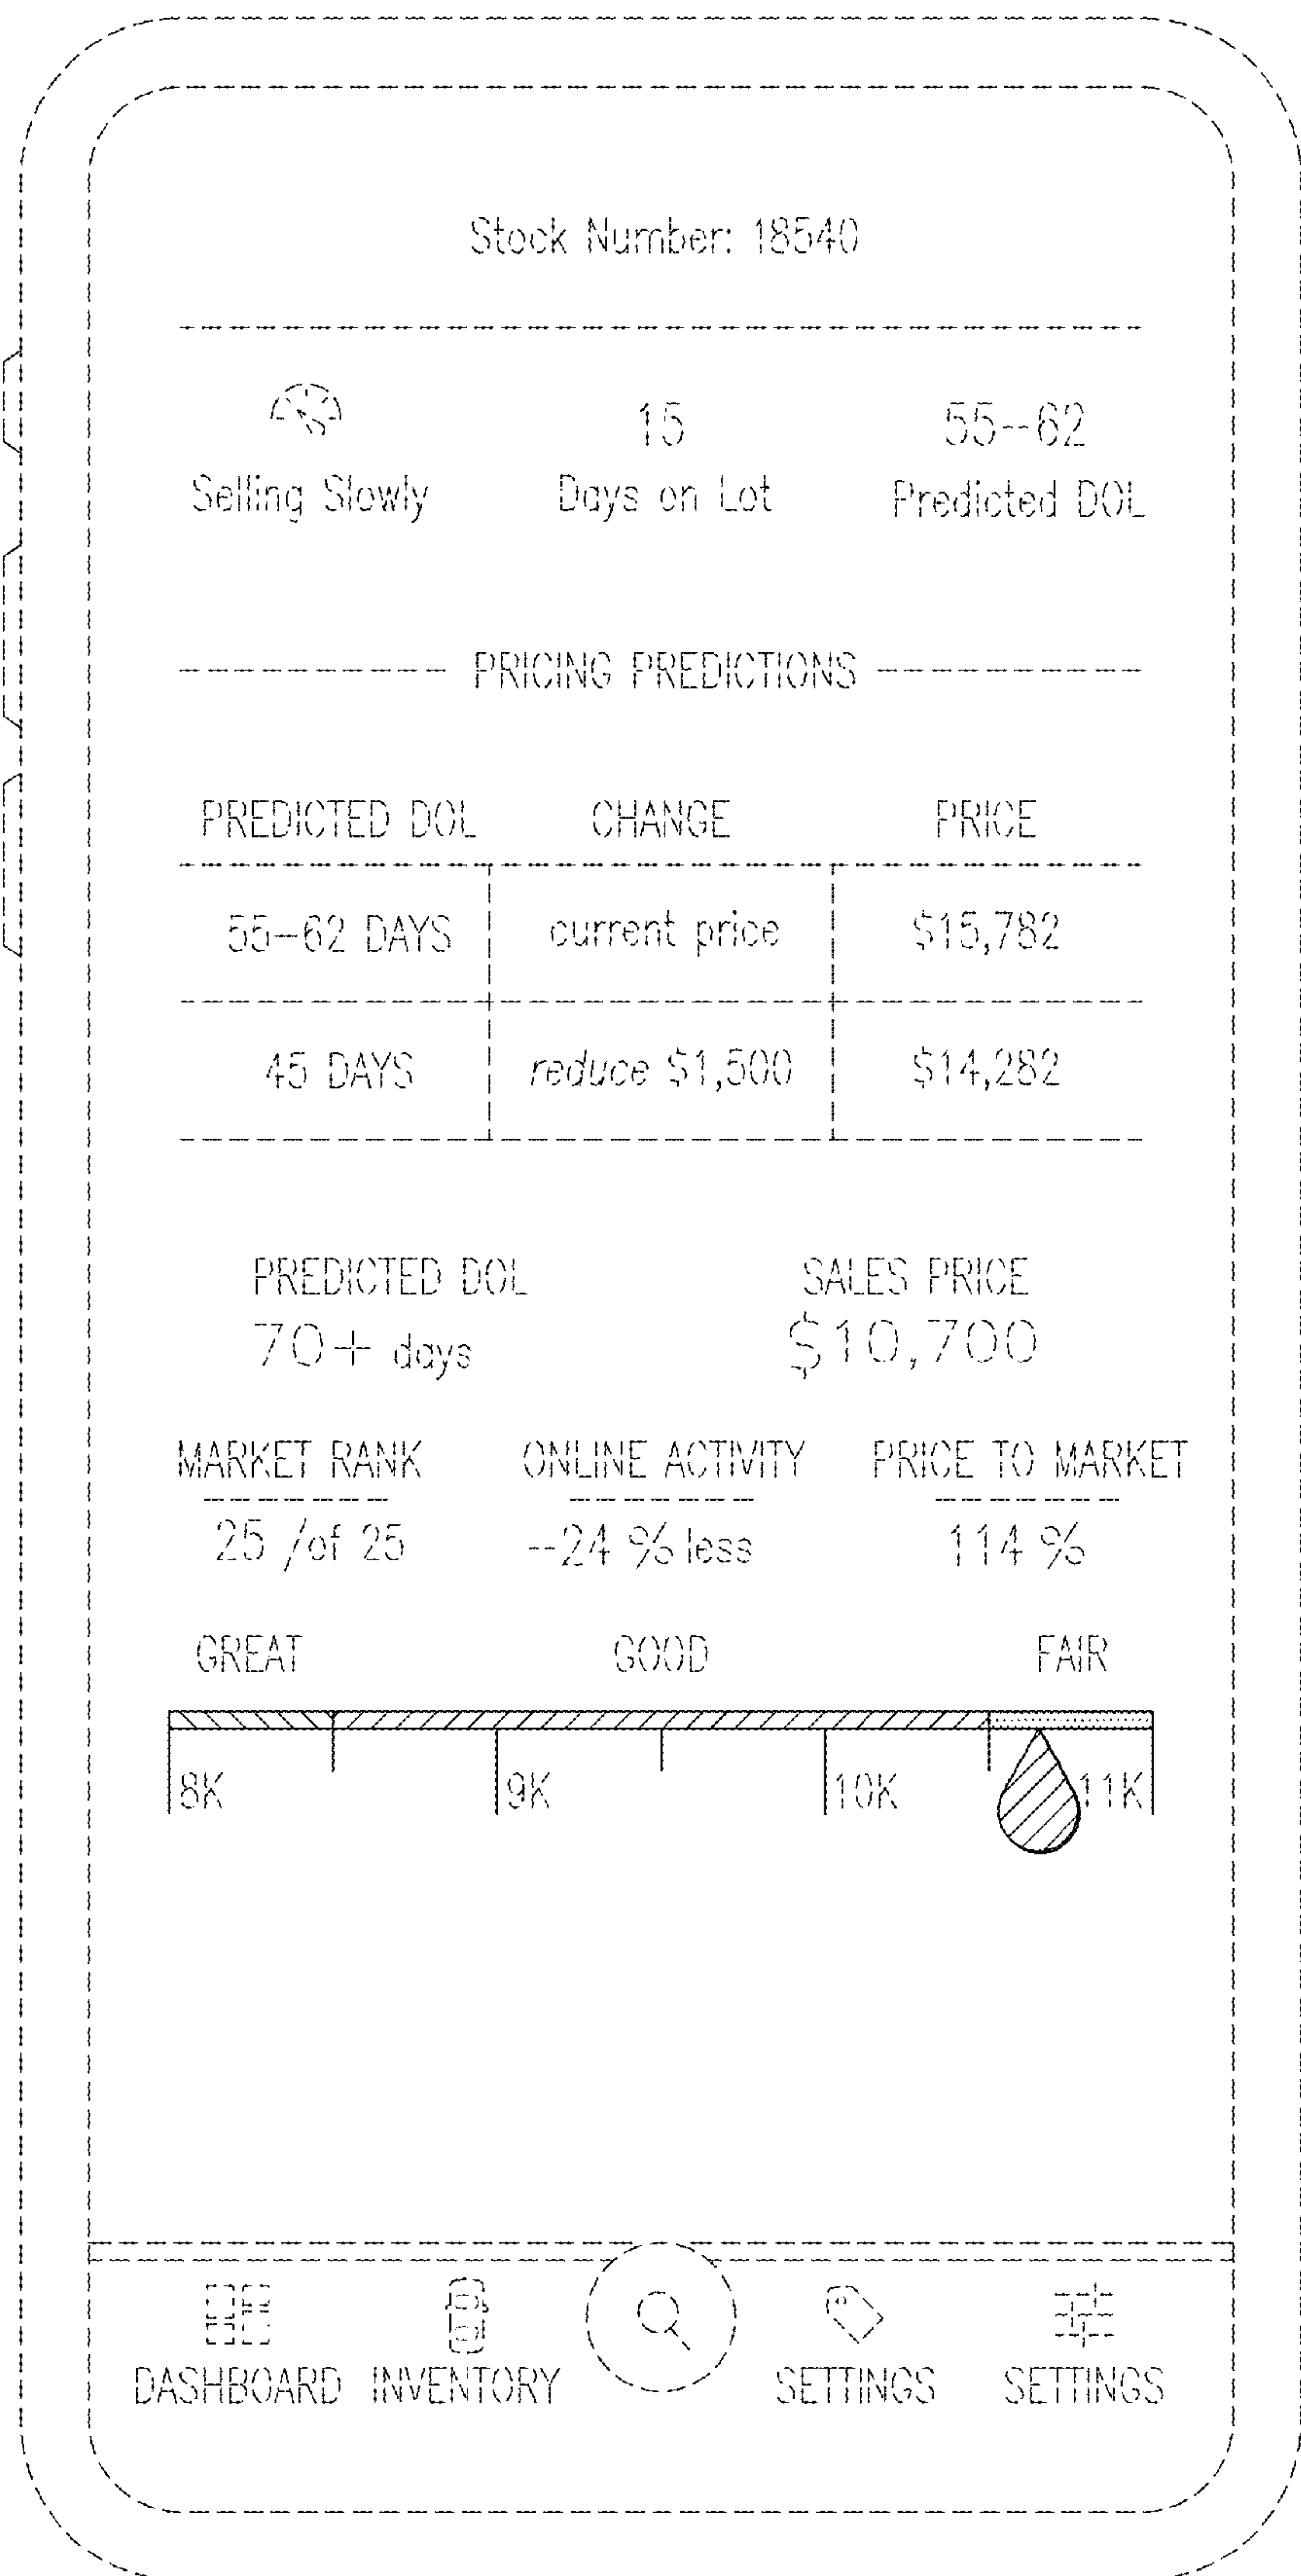 Stock Number: 18540
15 55--62
Selling Slowly Days on Lot Predicted DOL
PRICING PREDICTIONS
PREDICTED DOL CHANGE PRICE
55-62 DAYS current price $15,782
45 DAYS reduce $1,500 $14,282
PREDICTED DOL SALES PRICE
70+ days $10,700
MARKET RANK ONLINE ACTIVITY PRICE TO MARKET
25 /of 25 --24 % less 114 %
GREAT GOOD FAIR
8K 9K 10K 11K
DASHBOARD INVENTORY SETTINGS SETTINGS